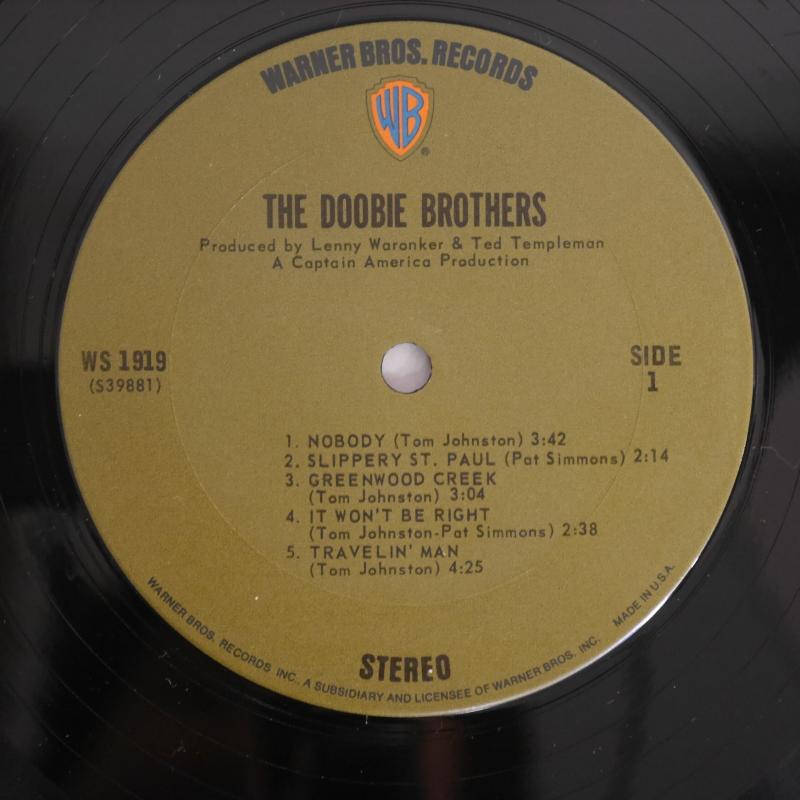 WARNER BROS. RECORDS
WB
®
THE DOOBIE BROTHERS
Produced by Lenny Waronker & Ted Templeman
A Captain America Production
WS 1919
(S39881)
SIDE
1
1. NOBODY (Tom Johnston) 3:42
2. SLIPPERY ST. PAUL (Pat Simmons) 2:14
3. GREENWOOD CREEK
(Tom Johnston) 3:04
4. IT WON'T BE RIGHT
(Tom Johnston-Pat Simmons) 2:38
5. TRAVELIN' MAN
(Tom Johnston) 4:25
STEREO
WARNER BROS. RECORDS INC., A SUBSIDIARY AND LICENSEE OF WARNER BROS. INC. MADE IN U.S.A.